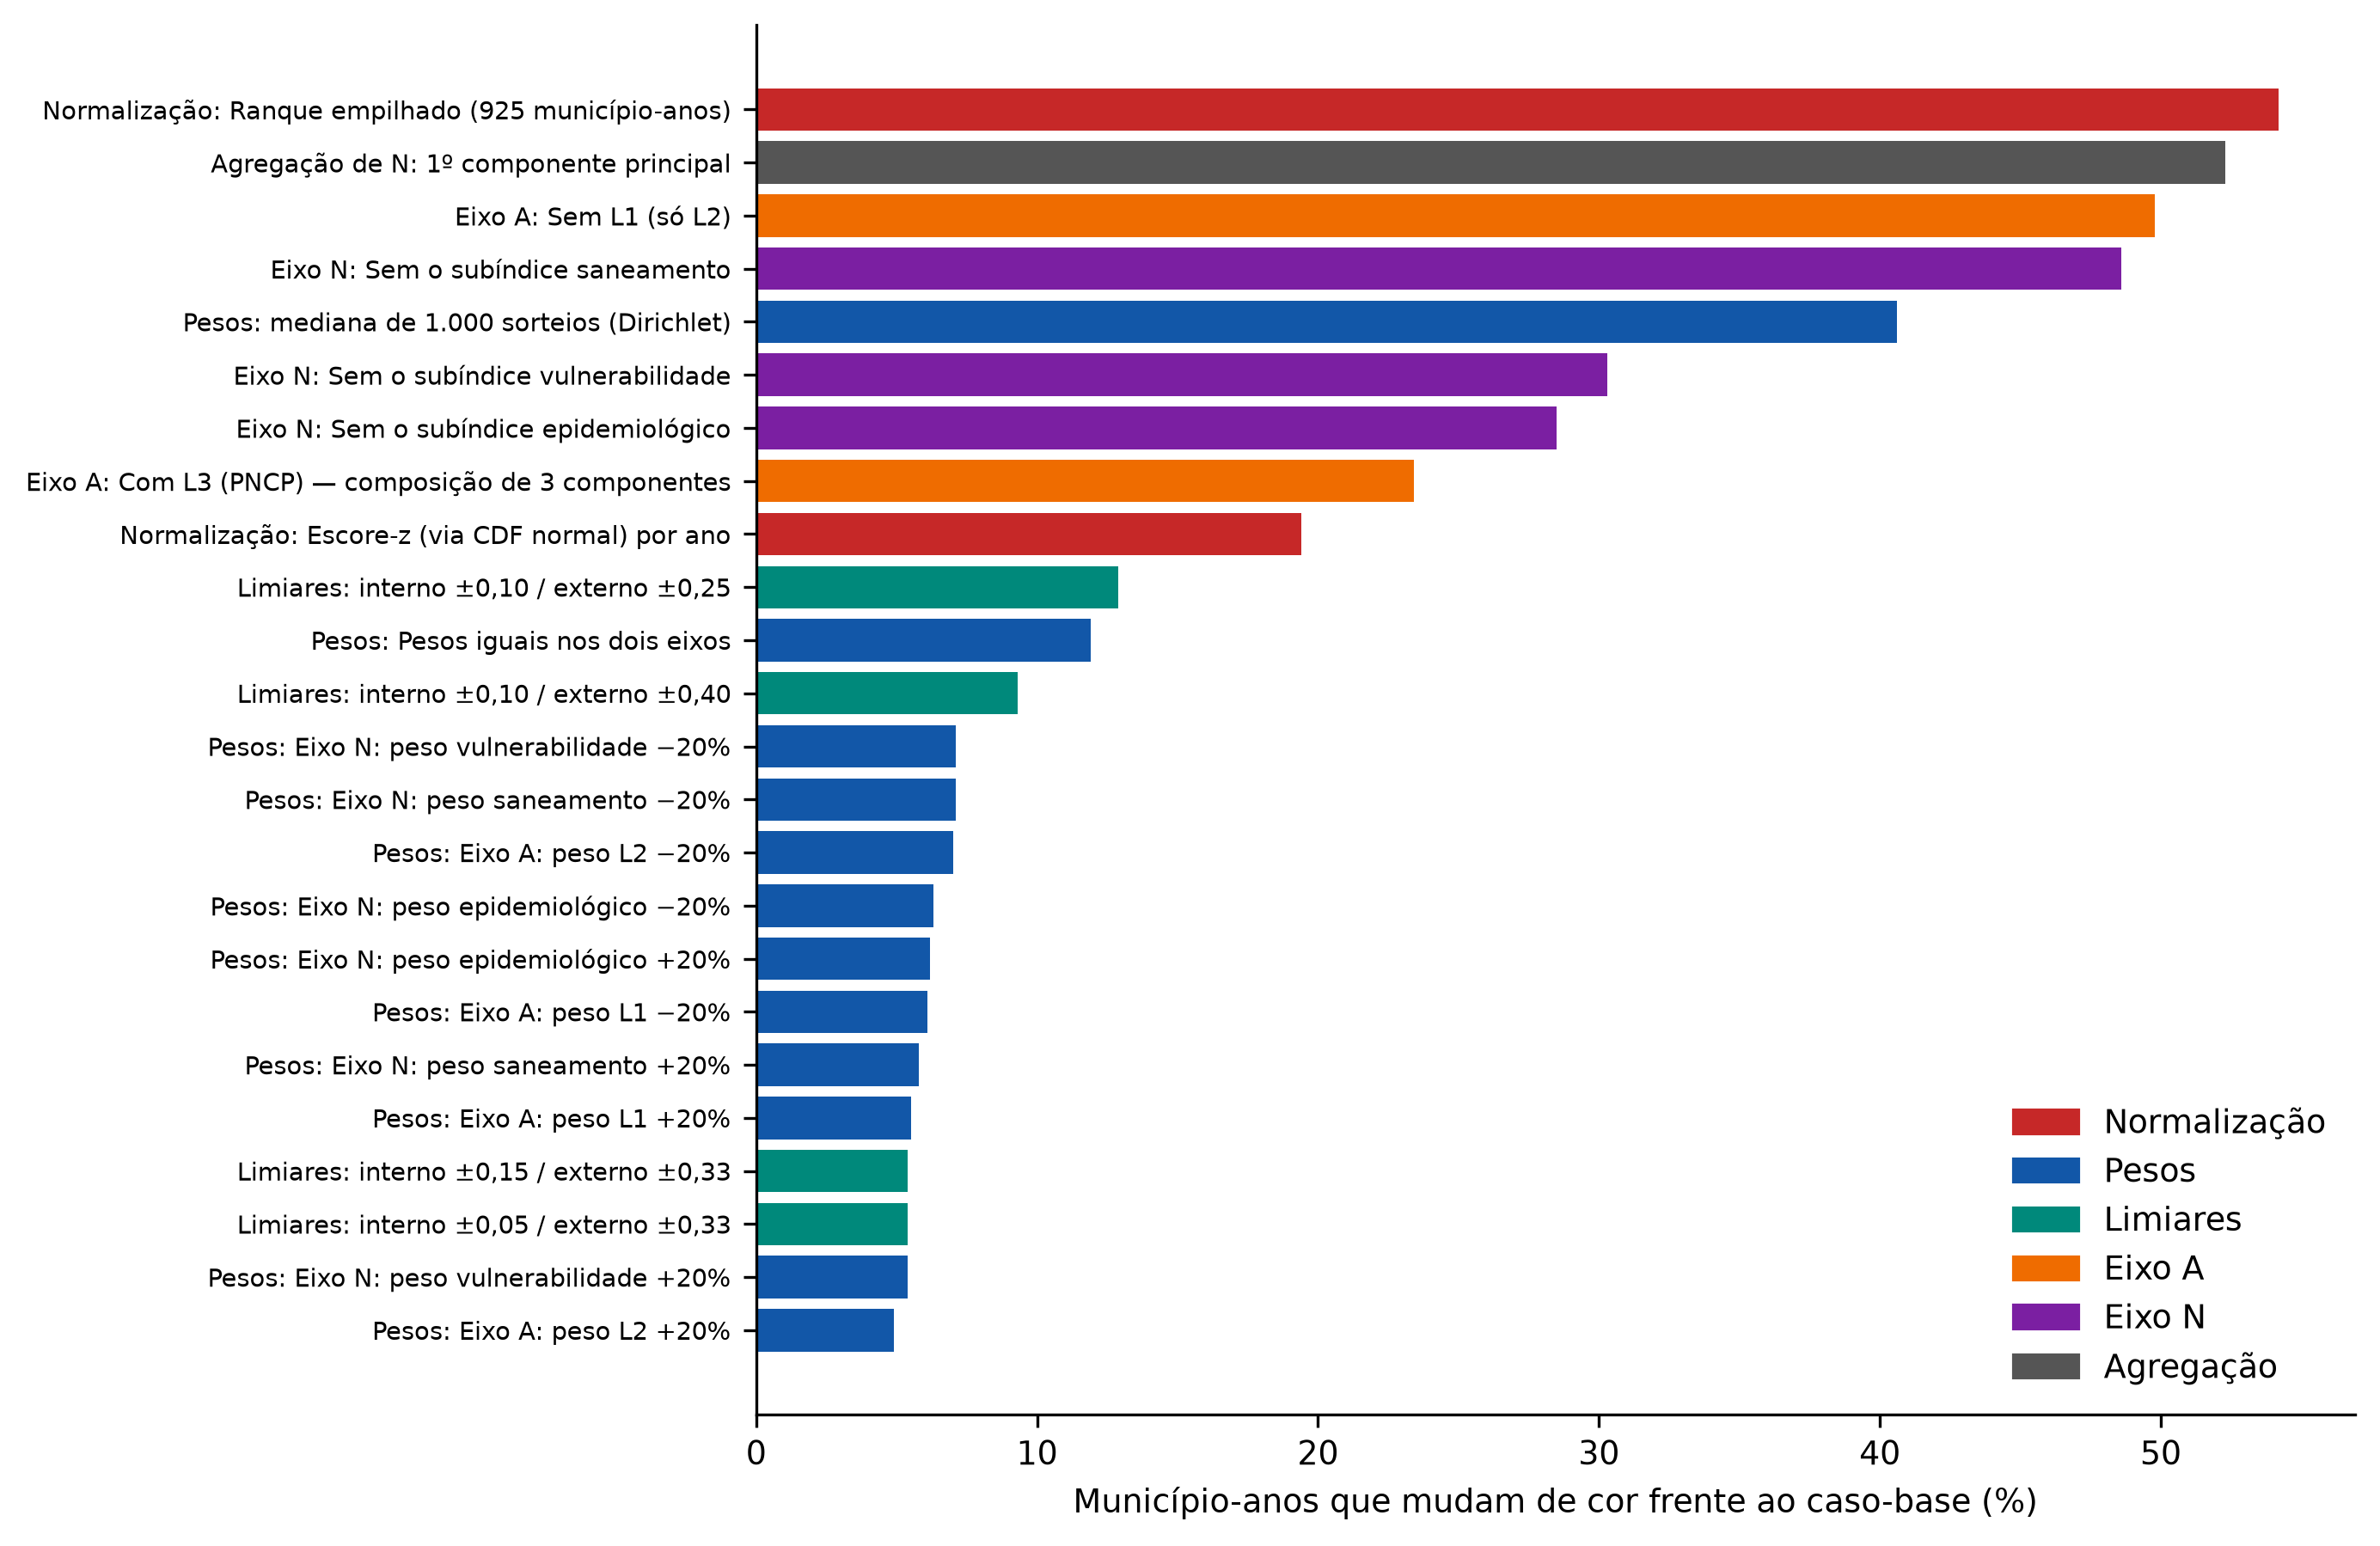 Normalização: Ranque empilhado (925 município-anos)
Agregação de N: 1º componente principal
Eixo A: Sem L1 (só L2)
Eixo N: Sem o subíndice saneamento
Pesos: mediana de 1.000 sorteios (Dirichlet)
Eixo N: Sem o subíndice vulnerabilidade
Eixo N: Sem o subíndice epidemiológico
Eixo A: Com L3 (PNCP) — composição de 3 componentes
Normalização: Escore-z (via CDF normal) por ano
Limiares: interno ±0,10 / externo ±0,25
Pesos: Pesos iguais nos dois eixos
Limiares: interno ±0,10 / externo ±0,40
Pesos: Eixo N: peso vulnerabilidade −20%
Pesos: Eixo N: peso saneamento −20%
Pesos: Eixo A: peso L2 −20%
Pesos: Eixo N: peso epidemiológico −20%
Pesos: Eixo N: peso epidemiológico +20%
Pesos: Eixo A: peso L1 −20%
Pesos: Eixo N: peso saneamento +20%
Pesos: Eixo A: peso L1 +20%
Limiares: interno ±0,15 / externo ±0,33
Limiares: interno ±0,05 / externo ±0,33
Pesos: Eixo N: peso vulnerabilidade +20%
Pesos: Eixo A: peso L2 +20%
Normalização
Pesos
Limiares
Eixo A
Eixo N
Agregação
0 10 20 30 40 50
Município-anos que mudam de cor frente ao caso-base (%)